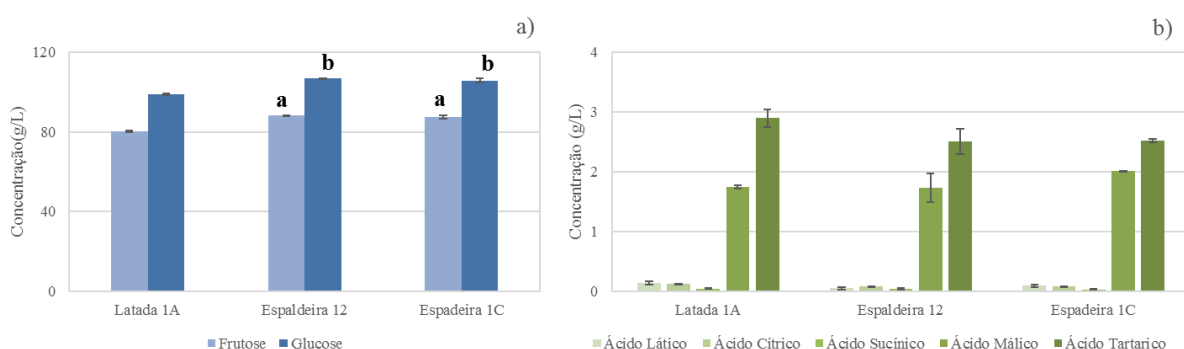 a)
120
80
40
0
Concentração(g/L)
a
b
a
b
Latada 1A
Espaldeira 12
Espadeira 1C
Frutose
Glucose
b)
4
3
2
1
0
Concentração (g/L)
Latada 1A
Espaldeira 12
Espadeira 1C
Ácido Lático
Ácido Cítrico
Ácido Sucínico
Ácido Málico
Ácido Tartarico